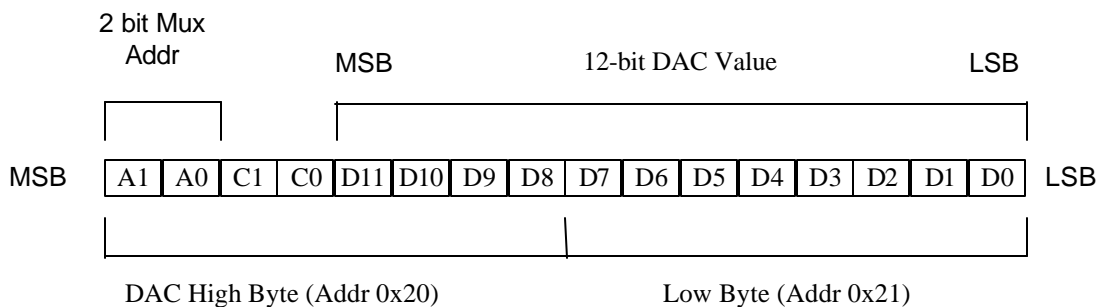 2 bit Mux
Addr
MSB 12-bit DAC Value LSB
MSB A1 A0 C1 C0 D11 D10 D9 D8 D7 D6 D5 D4 D3 D2 D1 D0 LSB
DAC High Byte (Addr 0x20) Low Byte (Addr 0x21)